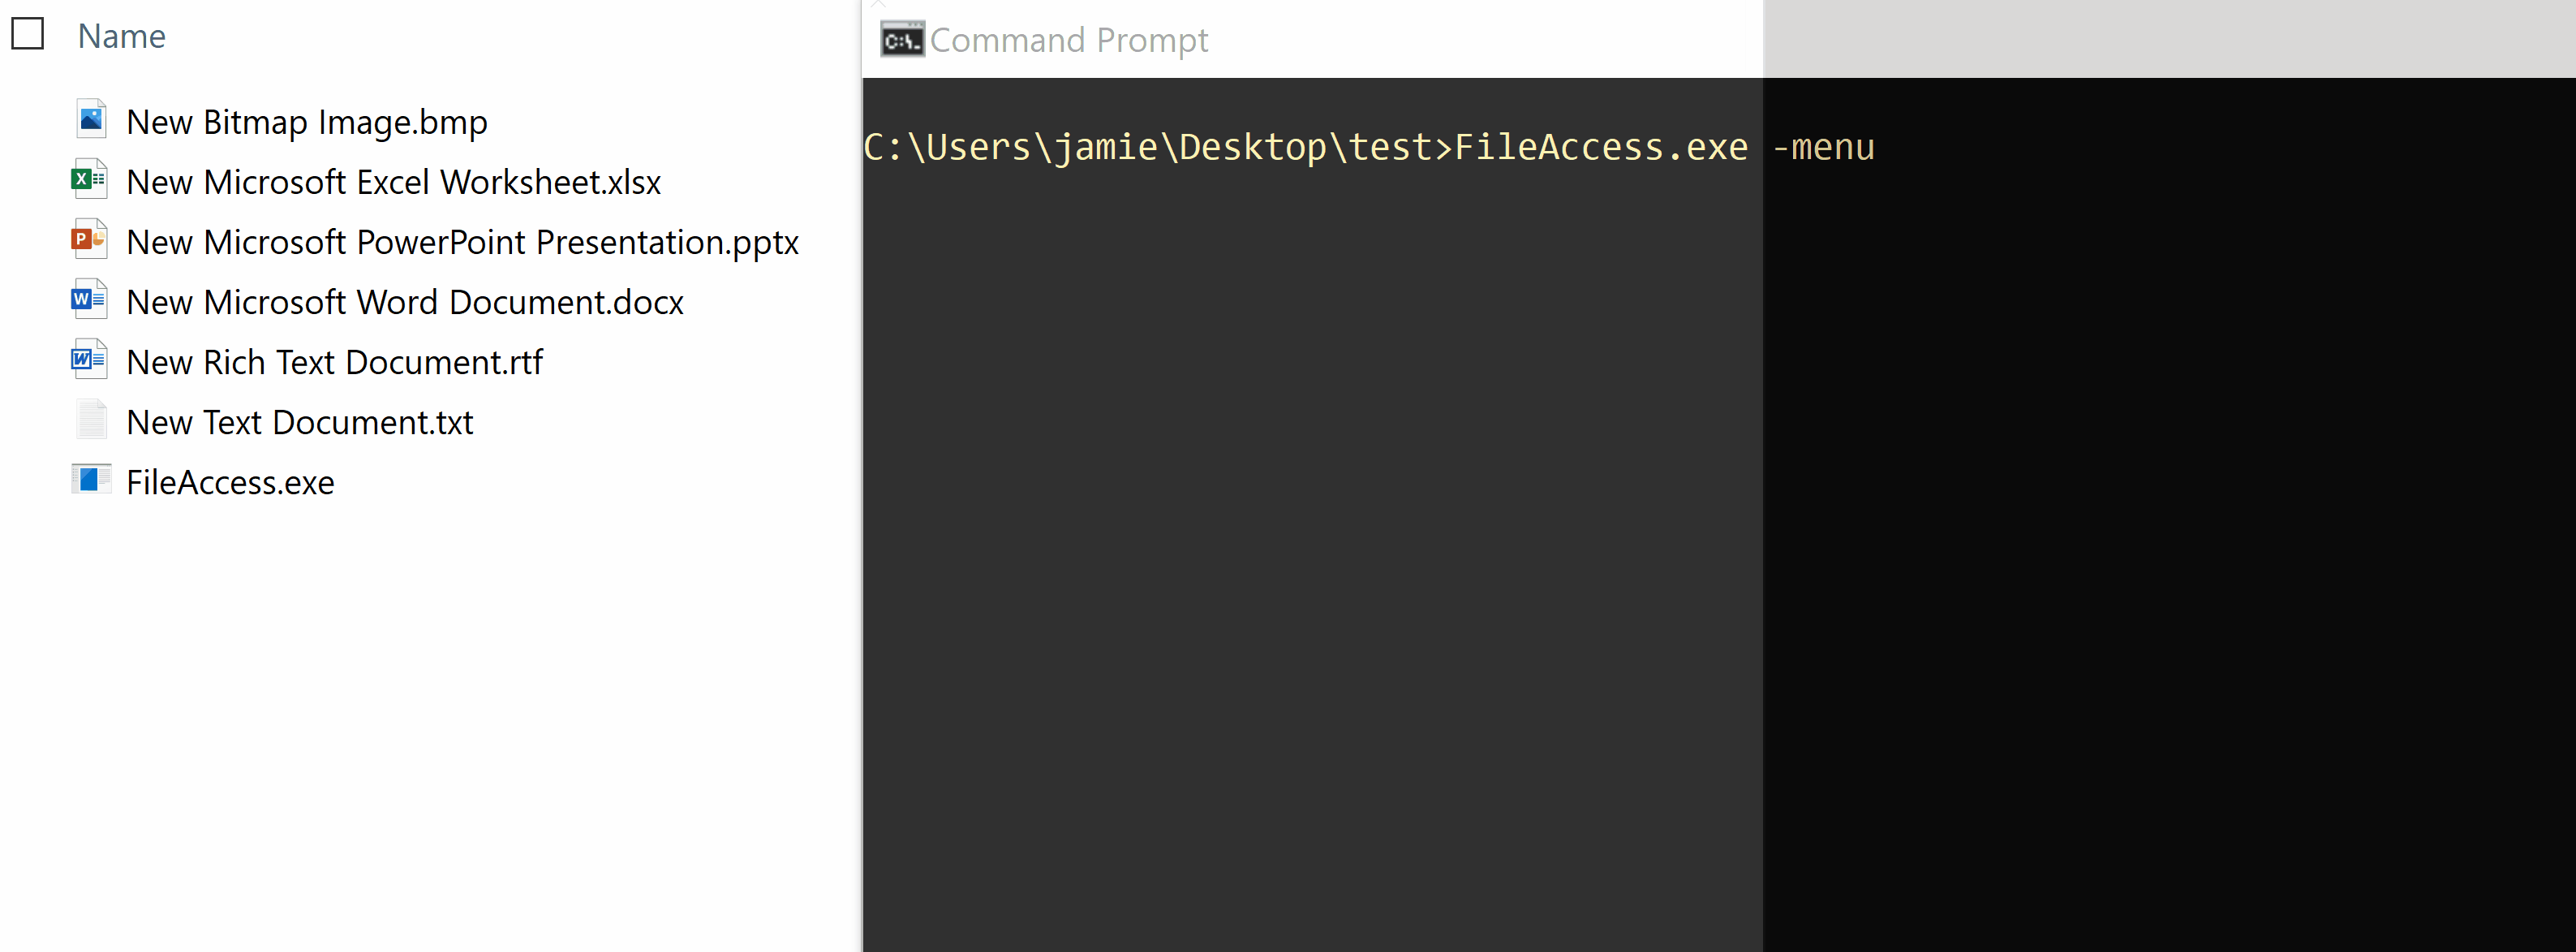 Name
New Bitmap Image.bmp
New Microsoft Excel Worksheet.xlsx
New Microsoft PowerPoint Presentation.pptx
New Microsoft Word Document.docx
New Rich Text Document.rtf
New Text Document.txt
FileAccess.exe
Command Prompt
C:\Users\jamie\Desktop\test>FileAccess.exe -menu